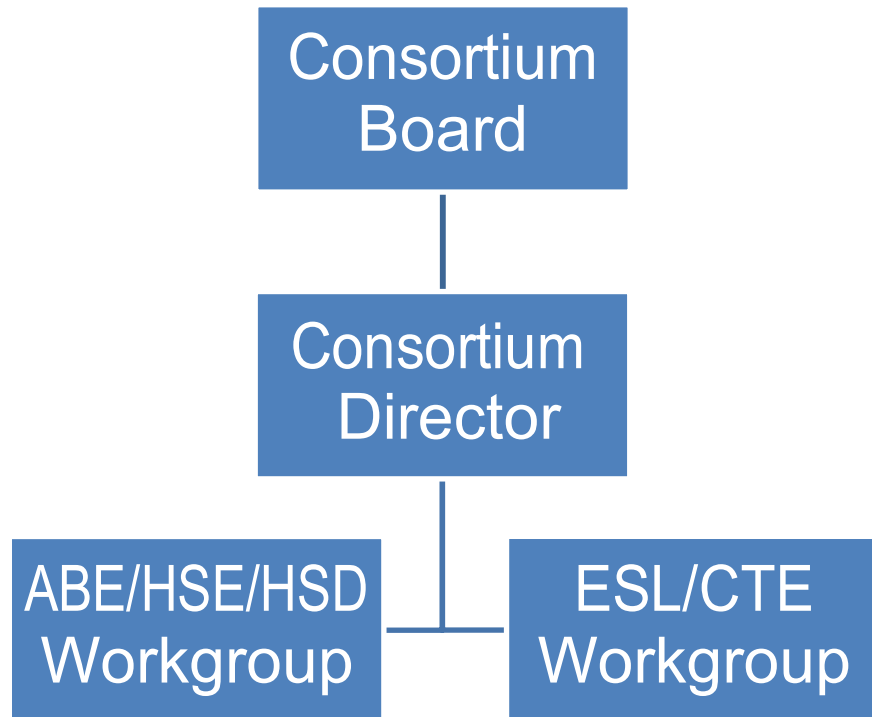 Consortium
Board
Consortium
Director
ABE/HSE/HSD
Workgroup
ESL/CTE
Workgroup